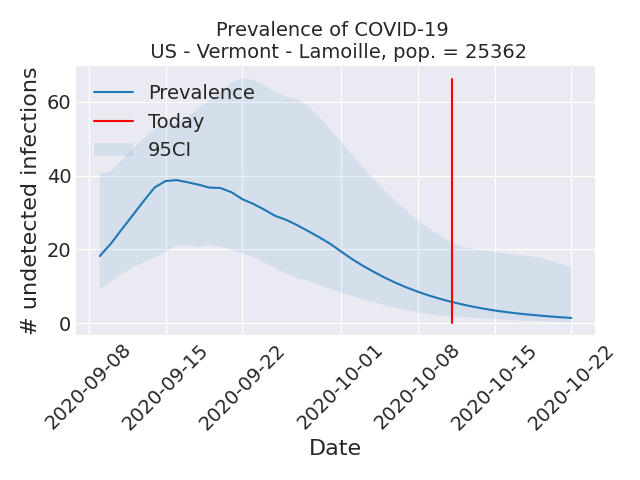 Prevalence of COVID-19
US - Vermont - Lamoille, pop. = 25362
# undetected infections
60
40
20
0
Prevalence
Today
95CI
2020-09-08
2020-09-15
2020-09-22
2020-10-01
2020-10-08
2020-10-15
2020-10-22
Date